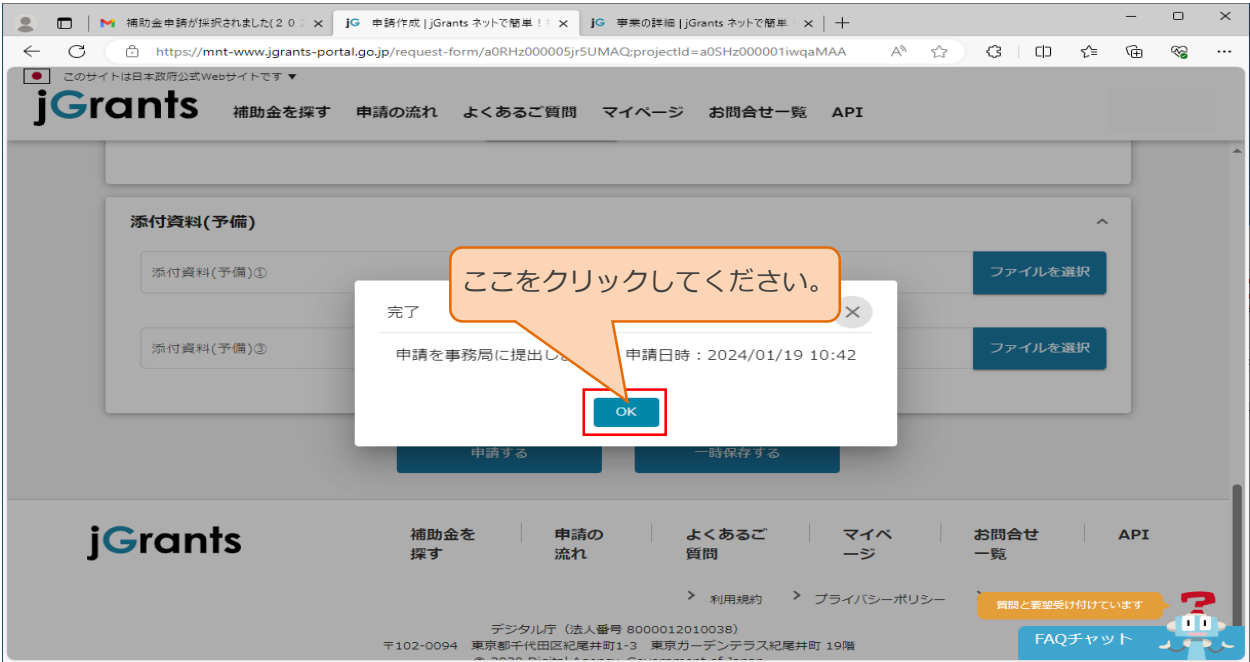 補助金申請が採択されました(２０
jG 申請作成 | jGrants ネットで簡単！
jG 事業の詳細 | jGrants ネットで簡単
https://mnt-www.jgrants-portal.go.jp/request-form/a0RHz000005jr5UMAQ;projectId=a0SHz000001iwqaMAA
このサイトは日本政府公式Webサイトです ▼
jGrants 補助金を探す 申請の流れ よくあるご質問 マイページ お問合せ一覧 API
添付資料(予備)
添付資料(予備)①
ファイルを選択
ここをクリックしてください。
完了
添付資料(予備)③
ファイルを選択
申請を事務局に提出しま 申請日時：2024/01/19 10:42
OK
申請する 一時保存する
jGrants
補助金を探す
申請の流れ
よくあるご質問
マイページ
お問合せ一覧
API
利用規約 プライバシーポリシー
質問と要望受け付けています
FAQチャット
デジタル庁（法人番号 8000012010038）
〒102-0094 東京都千代田区紀尾井町1-3 東京ガーデンテラス紀尾井町 19階
© 2020 Digital Agency, Government of Japan